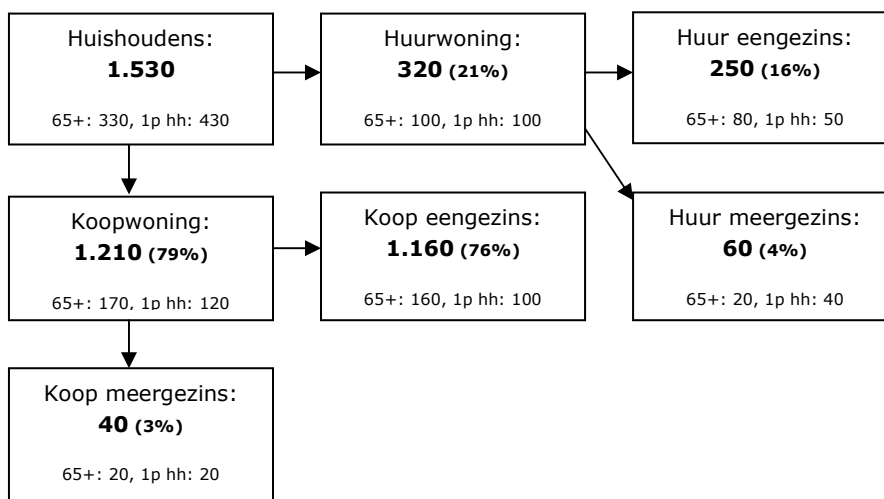 Huishoudens:
1.530
65+: 330, 1p hh: 430
Huurwoning:
320 (21%)
65+: 100, 1p hh: 100
Huur eengezins:
250 (16%)
65+: 80, 1p hh: 50
Koopwoning:
1.210 (79%)
65+: 170, 1p hh: 120
Koop eengezins:
1.160 (76%)
65+: 160, 1p hh: 100
Huur meergezins:
60 (4%)
65+: 20, 1p hh: 40
Koop meergezins:
40 (3%)
65+: 20, 1p hh: 20